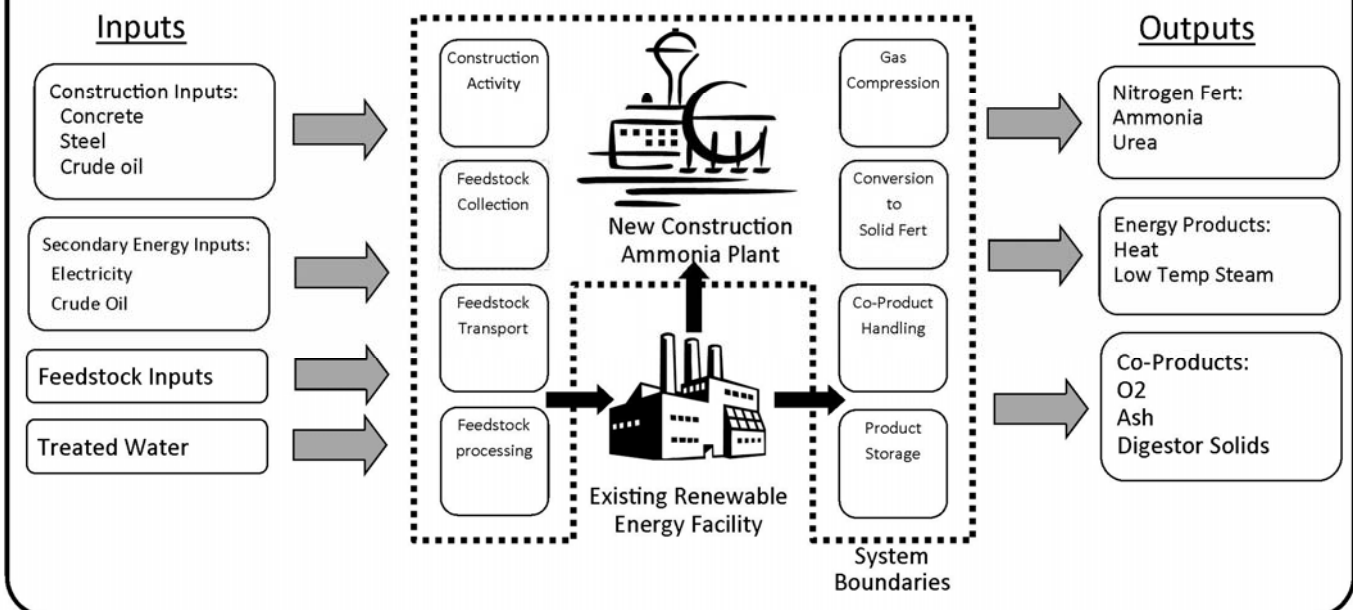 Inputs
Construction Inputs:
Concrete
Steel
Crude oil
Secondary Energy Inputs:
Electricity
Crude Oil
Feedstock Inputs
Treated Water
Construction
Activity
Feedstock
Collection
Feedstock
Transport
Feedstock
processing
New Construction
Ammonia Plant
Existing Renewable
Energy Facility
Gas
Compression
Conversion
to
Solid Fert
Co-Product
Handling
Product
Storage
System
Boundaries
Outputs
Nitrogen Fert:
Ammonia
Urea
Energy Products:
Heat
Low Temp Steam
Co-Products:
O2
Ash
Digestor Solids